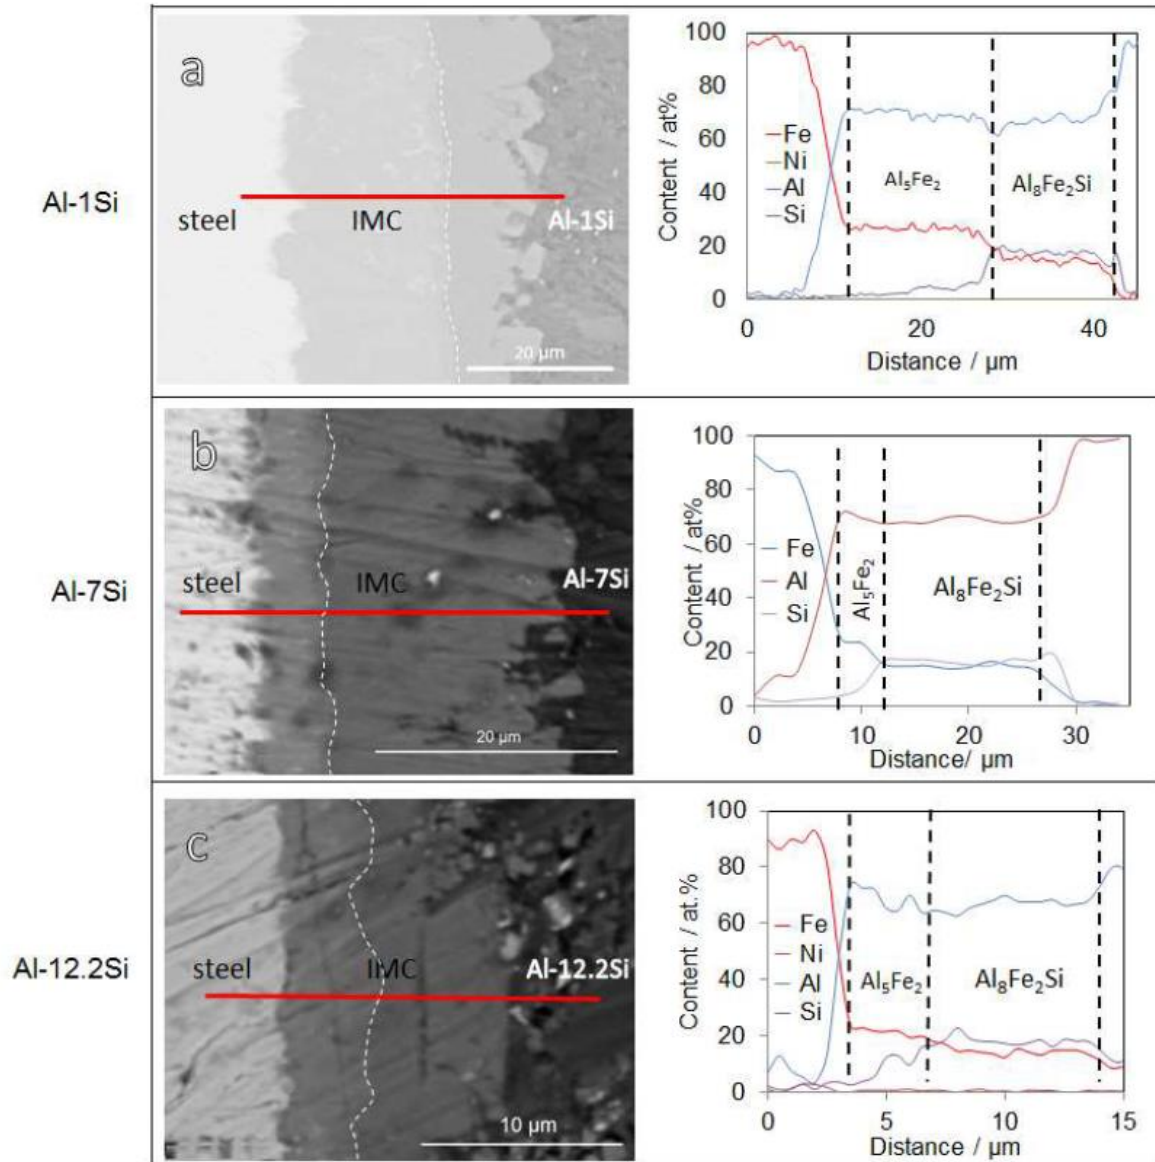 Al-1Si
a
steel
IMC
Al-1Si
20 µm
100
80
60
40
20
0
Content / at%
Fe
Ni
Al
Si
Al₅Fe₂
Al₈Fe₂Si
0
20
40
Distance / µm
Al-7Si
b
steel
IMC
Al-7Si
20 µm
100
80
60
40
20
0
Content / at%
Fe
Al
Si
Al₅Fe₂
Al₈Fe₂Si
0
10
20
30
Distance/ µm
Al-12.2Si
c
steel
IMC
Al-12.2Si
10 µm
100
80
60
40
20
0
Content / at.%
Fe
Ni
Al
Si
Al₅Fe₂
Al₈Fe₂Si
0
5
10
15
Distance / µm